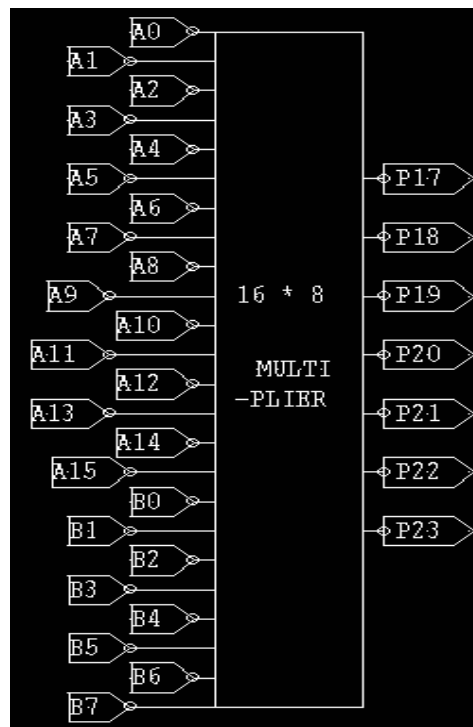 A0
A1
A2
A3
A4
A5
P17
A6
A7
P18
A8
A9
16 * 8
P19
A10
A11
P20
MULTI
A12
-PLIER
A13
P21
A14
A15
P22
B0
B1
P23
B2
B3
B4
B5
B6
B7